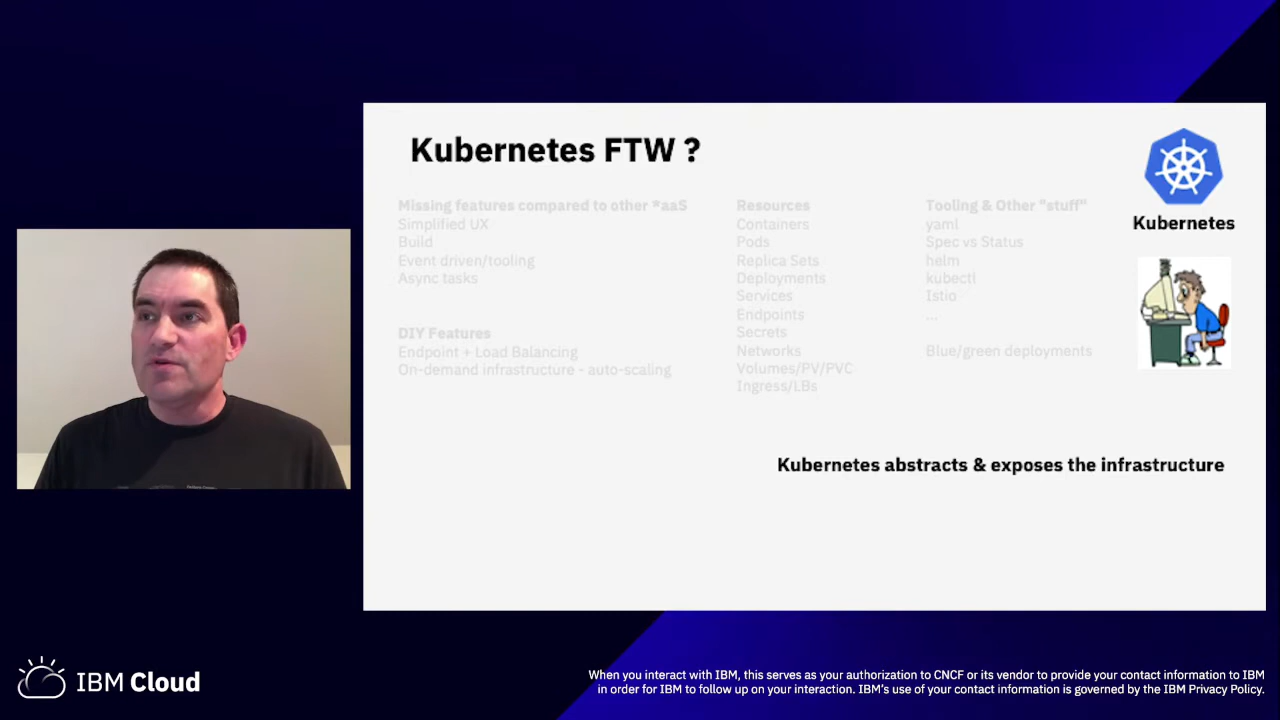 Kubernetes FTW ?
Missing features compared to other *aaS
Simplified UX
Build
Event driven/tooling
Async tasks
DIY Features
Endpoint + Load Balancing
On-demand infrastructure - auto-scaling
Resources
Containers
Pods
Replica Sets
Deployments
Services
Endpoints
Secrets
Networks
Volumes/PV/PVC
Ingress/LBs
Tooling & Other "stuff"
yaml
Spec vs Status
helm
kubectl
Istio
...
Blue/green deployments
Kubernetes
Kubernetes abstracts & exposes the infrastructure
IBM Cloud
When you interact with IBM, this serves as your authorization to CNCF or its vendor to provide your contact information to IBM
in order for IBM to follow up on your interaction. IBM's use of your contact information is governed by the IBM Privacy Policy.